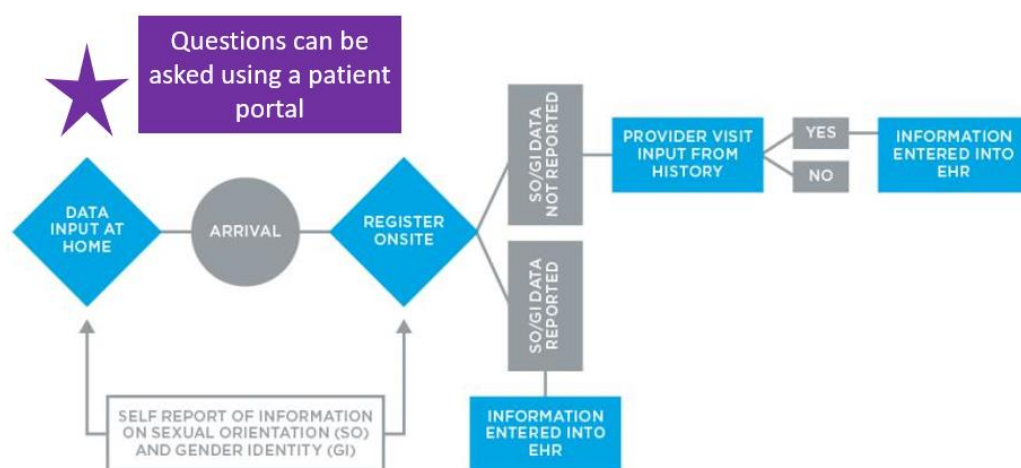 Questions can be
asked using a patient
portal
DATA
INPUT AT
HOME
ARRIVAL
REGISTER
ONSITE
SO/GI DATA
NOT REPORTED
SO/GI DATA
REPORTED
PROVIDER VISIT
INPUT FROM
HISTORY
YES
NO
INFORMATION
ENTERED INTO
EHR
SELF REPORT OF INFORMATION
ON SEXUAL ORIENTATION (SO)
AND GENDER IDENTITY (GI)
INFORMATION
ENTERED INTO
EHR